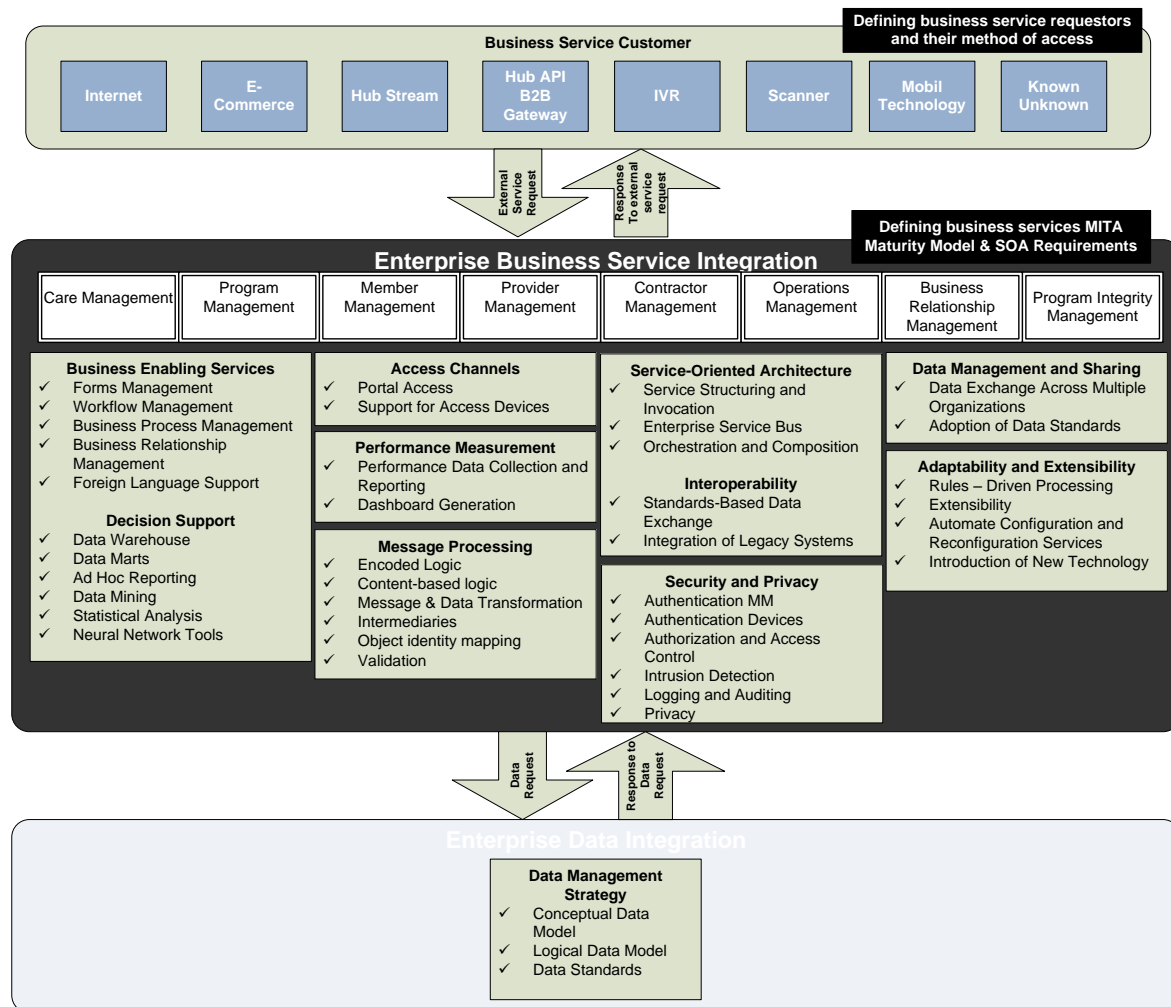 Defining business service requestors
and their method of access
Business Service Customer
Internet
E-
Commerce
Hub Stream
Hub API
B2B
Gateway
IVR
Scanner
Mobil
Technology
Known
Unknown
External
Service
Request
Response
To external
service
request
Defining business services MITA
Maturity Model & SOA Requirements
Enterprise Business Service Integration
Care Management
Program
Management
Member
Management
Provider
Management
Contractor
Management
Operations
Management
Business
Relationship
Management
Program Integrity
Management
Business Enabling Services
✓ Forms Management
✓ Workflow Management
✓ Business Process Management
✓ Business Relationship
Management
✓ Foreign Language Support
Decision Support
✓ Data Warehouse
✓ Data Marts
✓ Ad Hoc Reporting
✓ Data Mining
✓ Statistical Analysis
✓ Neural Network Tools
Access Channels
✓ Portal Access
✓ Support for Access Devices
Performance Measurement
✓ Performance Data Collection and
Reporting
✓ Dashboard Generation
Message Processing
✓ Encoded Logic
✓ Content-based logic
✓ Message & Data Transformation
✓ Intermediaries
✓ Object identity mapping
✓ Validation
Service-Oriented Architecture
✓ Service Structuring and
Invocation
✓ Enterprise Service Bus
✓ Orchestration and Composition
Interoperability
✓ Standards-Based Data
Exchange
✓ Integration of Legacy Systems
Security and Privacy
✓ Authentication MM
✓ Authentication Devices
✓ Authorization and Access
Control
✓ Intrusion Detection
✓ Logging and Auditing
✓ Privacy
Data Management and Sharing
✓ Data Exchange Across Multiple
Organizations
✓ Adoption of Data Standards
Adaptability and Extensibility
✓ Rules – Driven Processing
✓ Extensibility
✓ Automate Configuration and
Reconfiguration Services
✓ Introduction of New Technology
Data
Request
Response to
Data
Request
Enterprise Data Integration
Data Management
Strategy
✓ Conceptual Data
Model
✓ Logical Data Model
✓ Data Standards